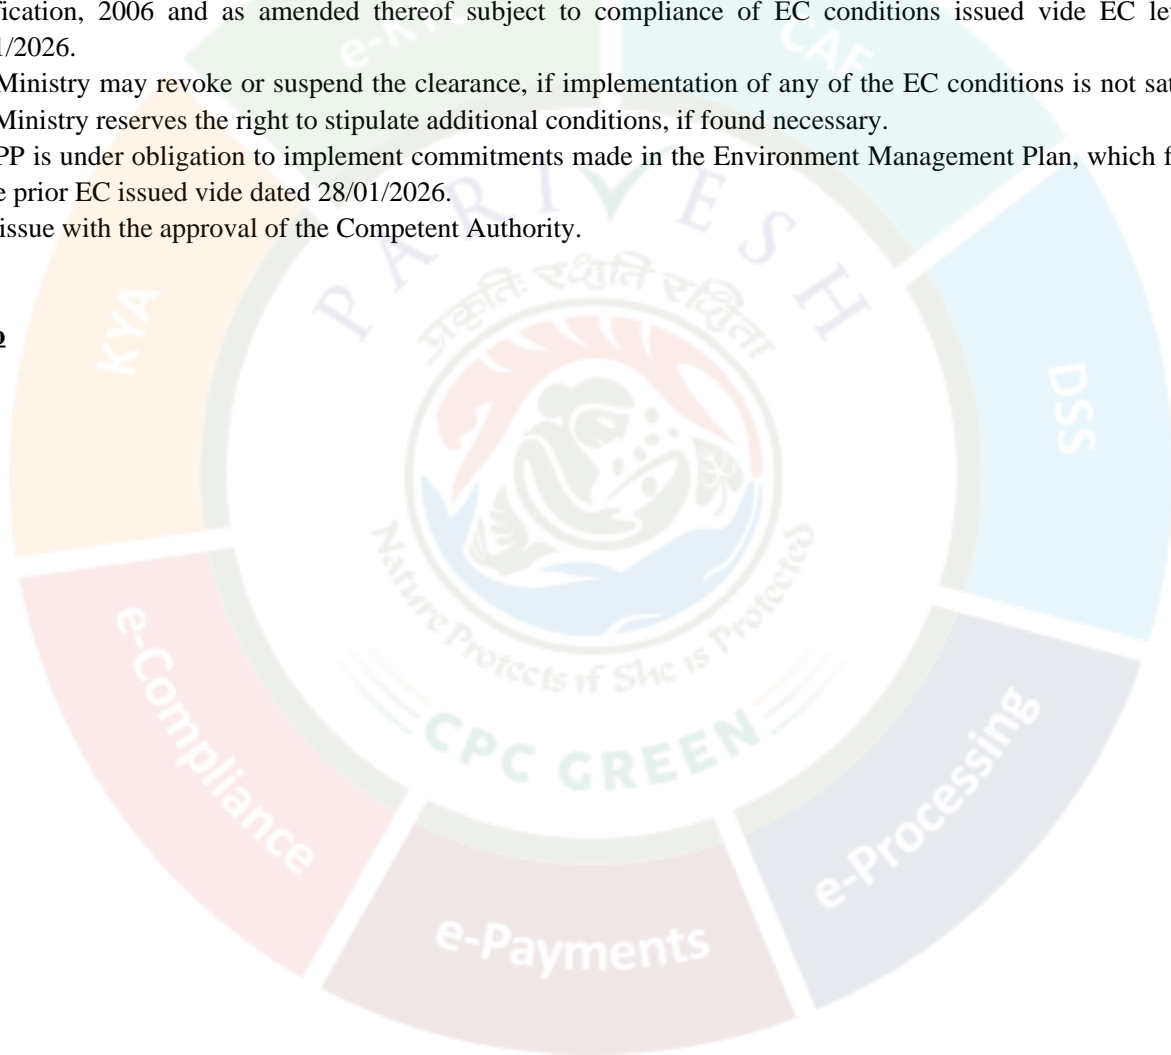 fication, 2006 and as amended thereof subject to compliance of EC conditions issued vide EC le
1/2026.
Ministry may revoke or suspend the clearance, if implementation of any of the EC conditions is not sat
Ministry reserves the right to stipulate additional conditions, if found necessary.
PP is under obligation to implement commitments made in the Environment Management Plan, which f
e prior EC issued vide dated 28/01/2026.
issue with the approval of the Competent Authority.
o
CAF
PARIVESH
प्रकृतिः रक्षति रक्षिता
KYA
DSS
Nature Protects if She is Protected
CPC GREEN
e-Compliance
e-Processing
e-Payments